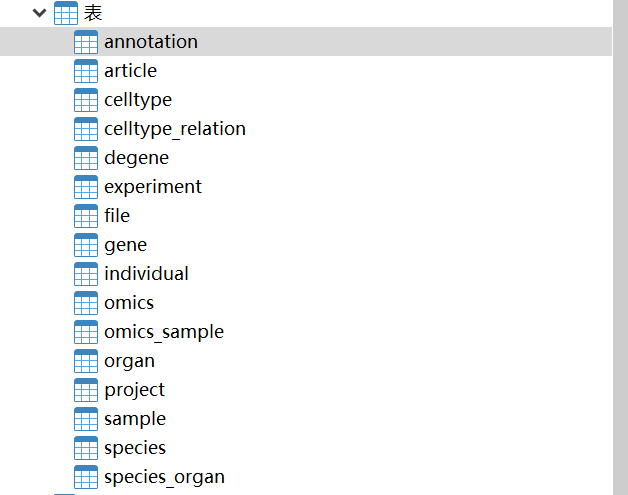 表
annotation
article
celltype
celltype_relation
degene
experiment
file
gene
individual
omics
omics_sample
organ
project
sample
species
species_organ